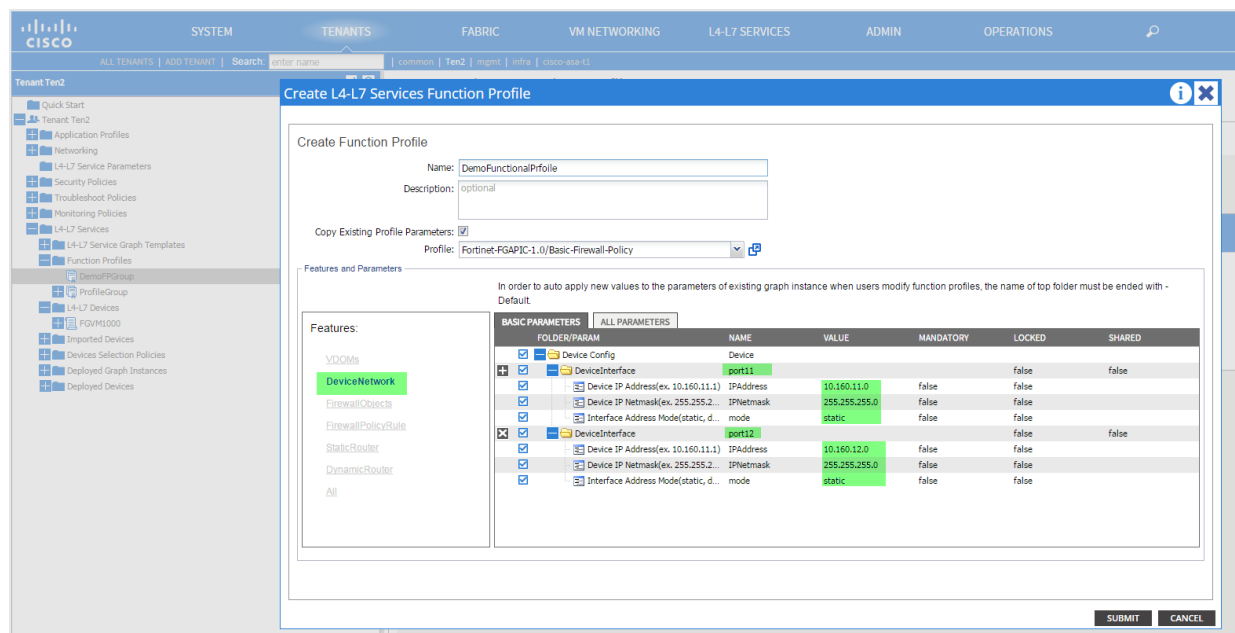 CISCO
SYSTEM TENANTS FABRIC VM NETWORKING L4-L7 SERVICES ADMIN OPERATIONS
ALL TENANTS | ADD TENANT | Search: enter name | common | Ten2 | mgmt | infra | cisco-asa-t1
Tenant Ten2
Quick Start
Tenant Ten2
Application Profiles
Networking
L4-L7 Service Parameters
Security Policies
Troubleshoot Policies
Monitoring Policies
L4-L7 Services
L4-L7 Service Graph Templates
Function Profiles
DemoFPGroup
ProfileGroup
L4-L7 Devices
FGVM1000
Imported Devices
Devices Selection Policies
Deployed Graph Instances
Deployed Devices
Create L4-L7 Services Function Profile
Create Function Profile
Name: DemoFunctionalPrfoile
Description: optional
Copy Existing Profile Parameters:
Profile: Fortinet-FGAPIC-1.0/Basic-Firewall-Policy
Features and Parameters
In order to auto apply new values to the parameters of existing graph instance when users modify function profiles, the name of top folder must be ended with -
Default.
Features:
VDOMs
DeviceNetwork
FirewallObjects
FirewallPolicyRule
StaticRouter
DynamicRouter
All
BASIC PARAMETERS ALL PARAMETERS
FOLDER/PARAM NAME VALUE MANDATORY LOCKED SHARED
Device Config Device
DeviceInterface port11 false false
Device IP Address(ex. 10.160.11.1) IPAddress 10.160.11.0 false false
Device IP Netmask(ex. 255.255.2... IPNetmask 255.255.255.0 false false
Interface Address Mode(static, d... mode static false false
DeviceInterface port12 false false
Device IP Address(ex. 10.160.11.1) IPAddress 10.160.12.0 false false
Device IP Netmask(ex. 255.255.2... IPNetmask 255.255.255.0 false false
Interface Address Mode(static, d... mode static false false
SUBMIT CANCEL